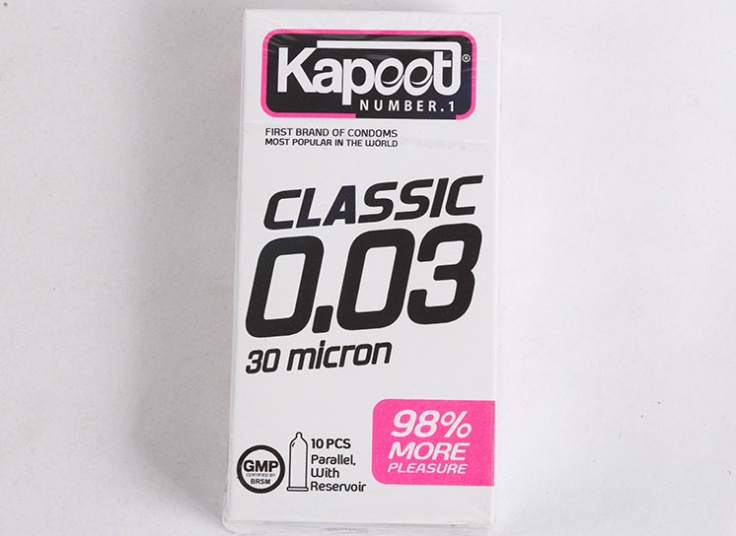 Kapoot®
NUMBER.1
FIRST BRAND OF CONDOMS
MOST POPULAR IN THE WORLD
CLASSIC
0.03
30 micron
98%
MORE
PLEASURE
GMP
CERTIFIED BY
BRSM
10 PCS
Parallel,
With
Reservoir